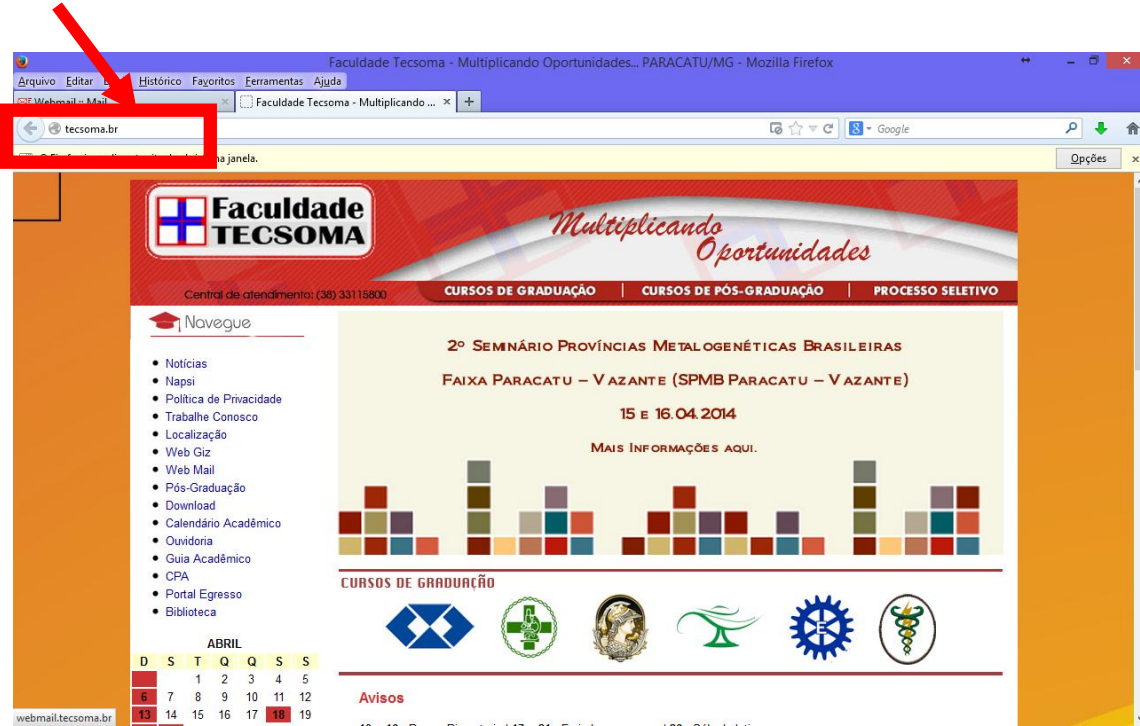 Faculdade Tecsoma - Multiplicando Oportunidades... PARACATU/MG - Mozilla Firefox
Arquivo Editar Histórico Favoritos Ferramentas Ajuda
Webmail :: Mail
Faculdade Tecsoma - Multiplicando ...
tecsoma.br
Google
janela.
Opções
Faculdade
TECSOMA
Multiplicando
Oportunidades
Central de atendimento: (38) 33115800
CURSOS DE GRADUAÇÃO | CURSOS DE PÓS-GRADUAÇÃO | PROCESSO SELETIVO
Navegue
Notícias
Napsi
Política de Privacidade
Trabalhe Conosco
Localização
Web Giz
Web Mail
Pós-Graduação
Download
Calendário Acadêmico
Ouvidoria
Guia Acadêmico
CPA
Portal Egresso
Biblioteca
ABRIL
D S T Q Q S S
1 2 3 4 5
6 7 8 9 10 11 12
13 14 15 16 17 18 19
2º Seminário Províncias Metalogenéticas Brasileiras
Faixa Paracatu – Vazante (SPMB Paracatu – Vazante)
15 e 16.04.2014
Mais Informações aqui.
CURSOS DE GRADUAÇÃO
Avisos
webmail.tecsoma.br